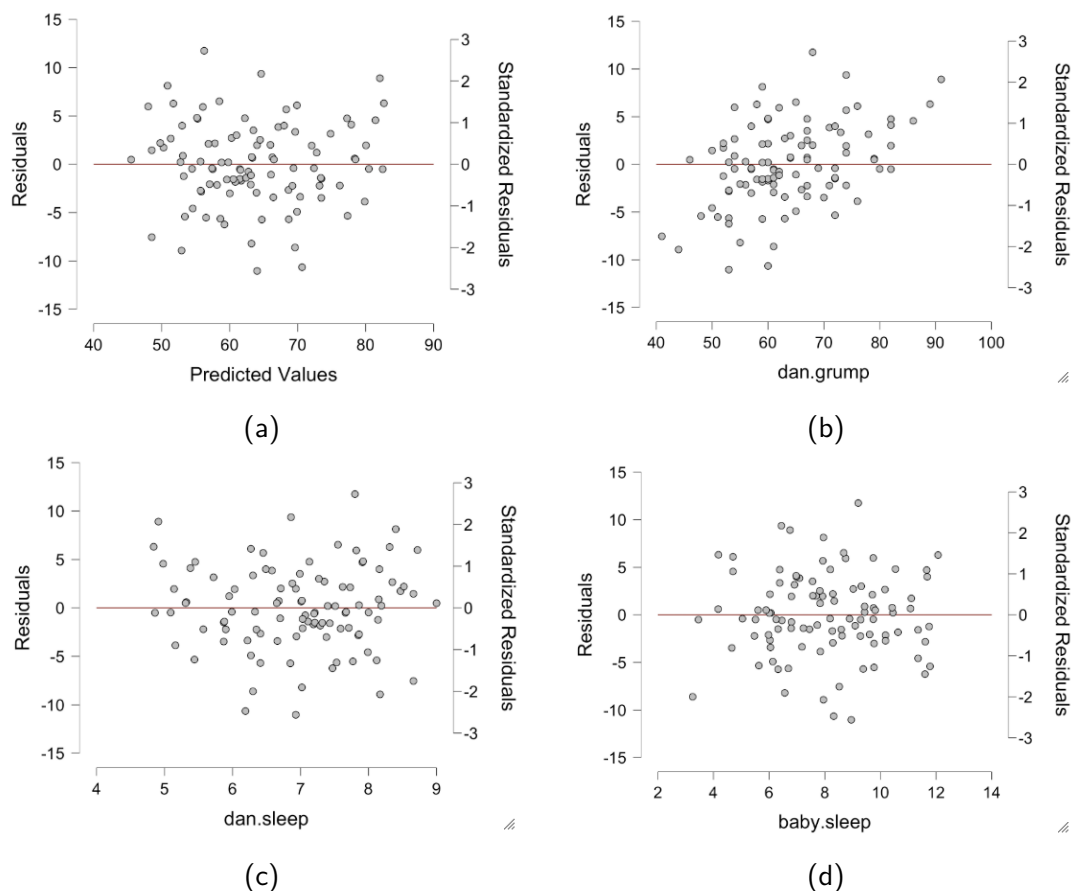 15
10
5
0
-5
-10
-15
Residuals
3
2
1
0
-1
-2
-3
Standardized Residuals
40 50 60 70 80 90
Predicted Values
(a)
15
10
5
0
-5
-10
-15
Residuals
3
2
1
0
-1
-2
-3
Standardized Residuals
40 50 60 70 80 90 100
dan.grump
(b)
15
10
5
0
-5
-10
-15
Residuals
3
2
1
0
-1
-2
-3
Standardized Residuals
4 5 6 7 8 9
dan.sleep
(c)
15
10
5
0
-5
-10
-15
Residuals
3
2
1
0
-1
-2
-3
Standardized Residuals
2 4 6 8 10 12 14
baby.sleep
(d)